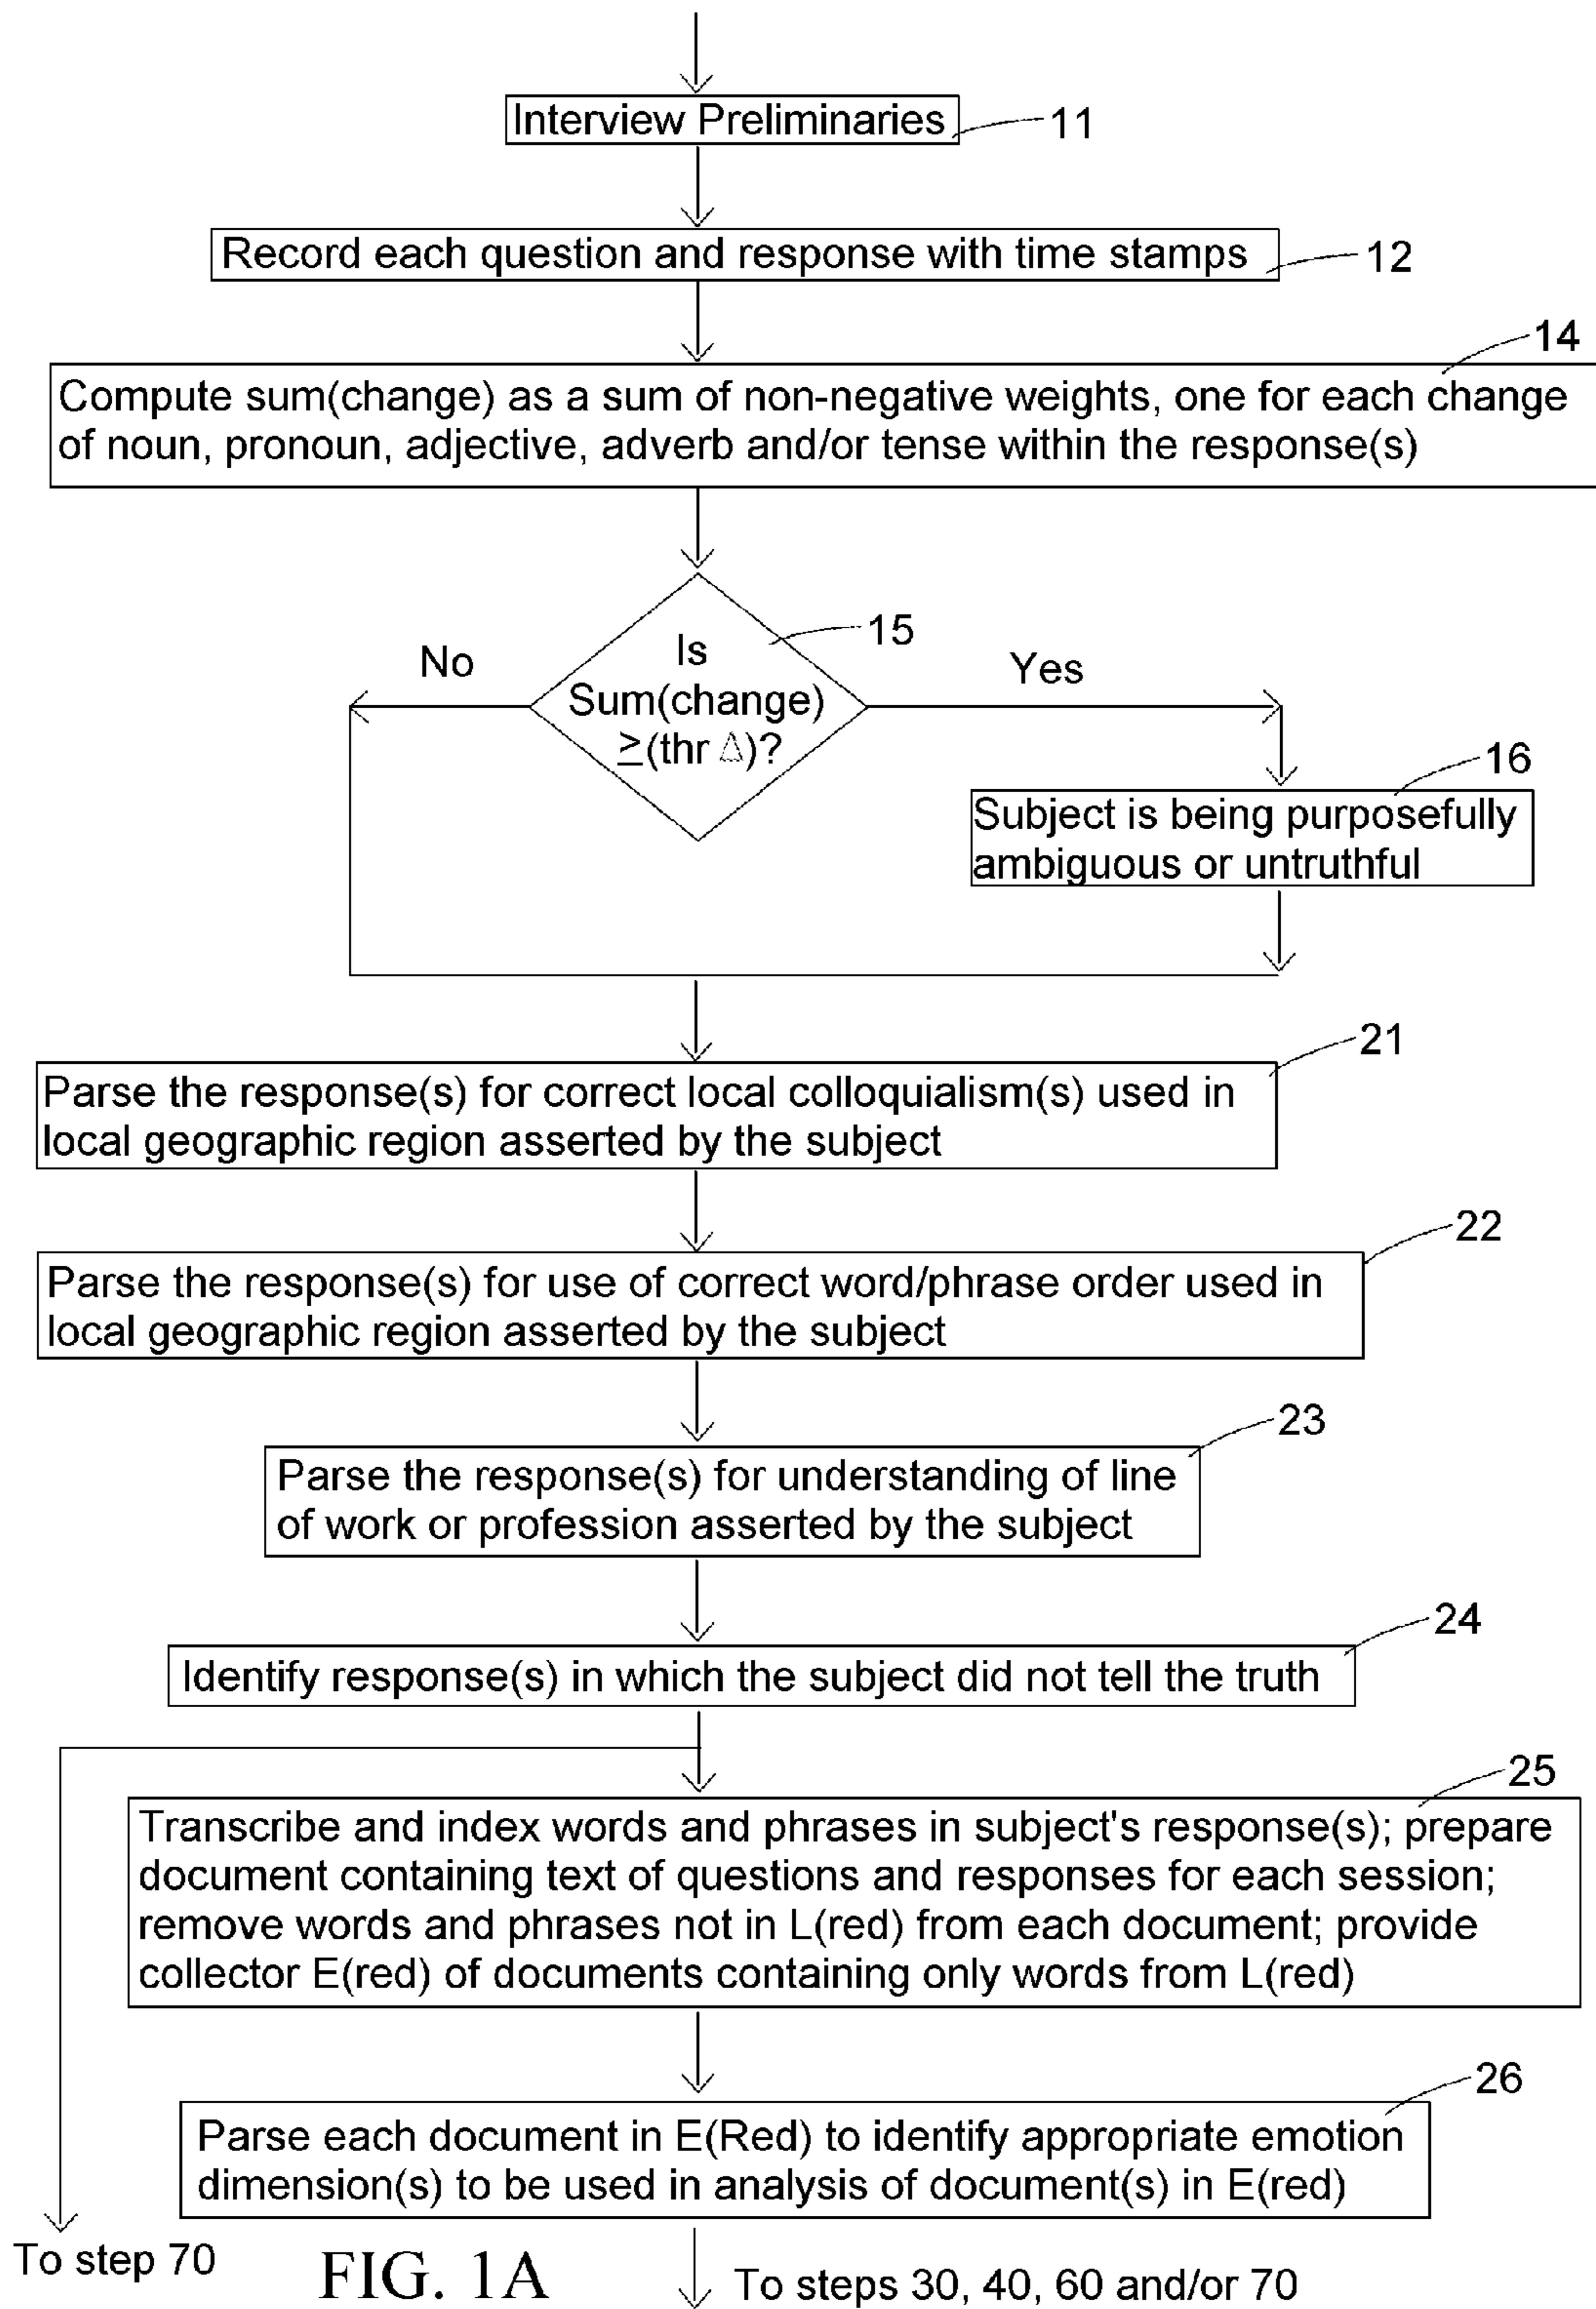 Interview Preliminaries
11
Record each question and response with time stamps
12
14
Compute sum(change) as a sum of non-negative weights, one for each change
of noun, pronoun, adjective, adverb and/or tense within the response(s)
15
No
Is
Yes
Sum(change)
≥(thr Δ)?
16
Subject is being purposefully
ambiguous or untruthful
21
Parse the response(s) for correct local colloquialism(s) used in
local geographic region asserted by the subject
22
Parse the response(s) for use of correct word/phrase order used in
local geographic region asserted by the subject
23
Parse the response(s) for understanding of line
of work or profession asserted by the subject
24
Identify response(s) in which the subject did not tell the truth
25
Transcribe and index words and phrases in subject's response(s); prepare
document containing text of questions and responses for each session;
remove words and phrases not in L(red) from each document; provide
collector E(red) of documents containing only words from L(red)
26
Parse each document in E(Red) to identify appropriate emotion
dimension(s) to be used in analysis of document(s) in E(red)
To step 70
FIG. 1A
To steps 30, 40, 60 and/or 70